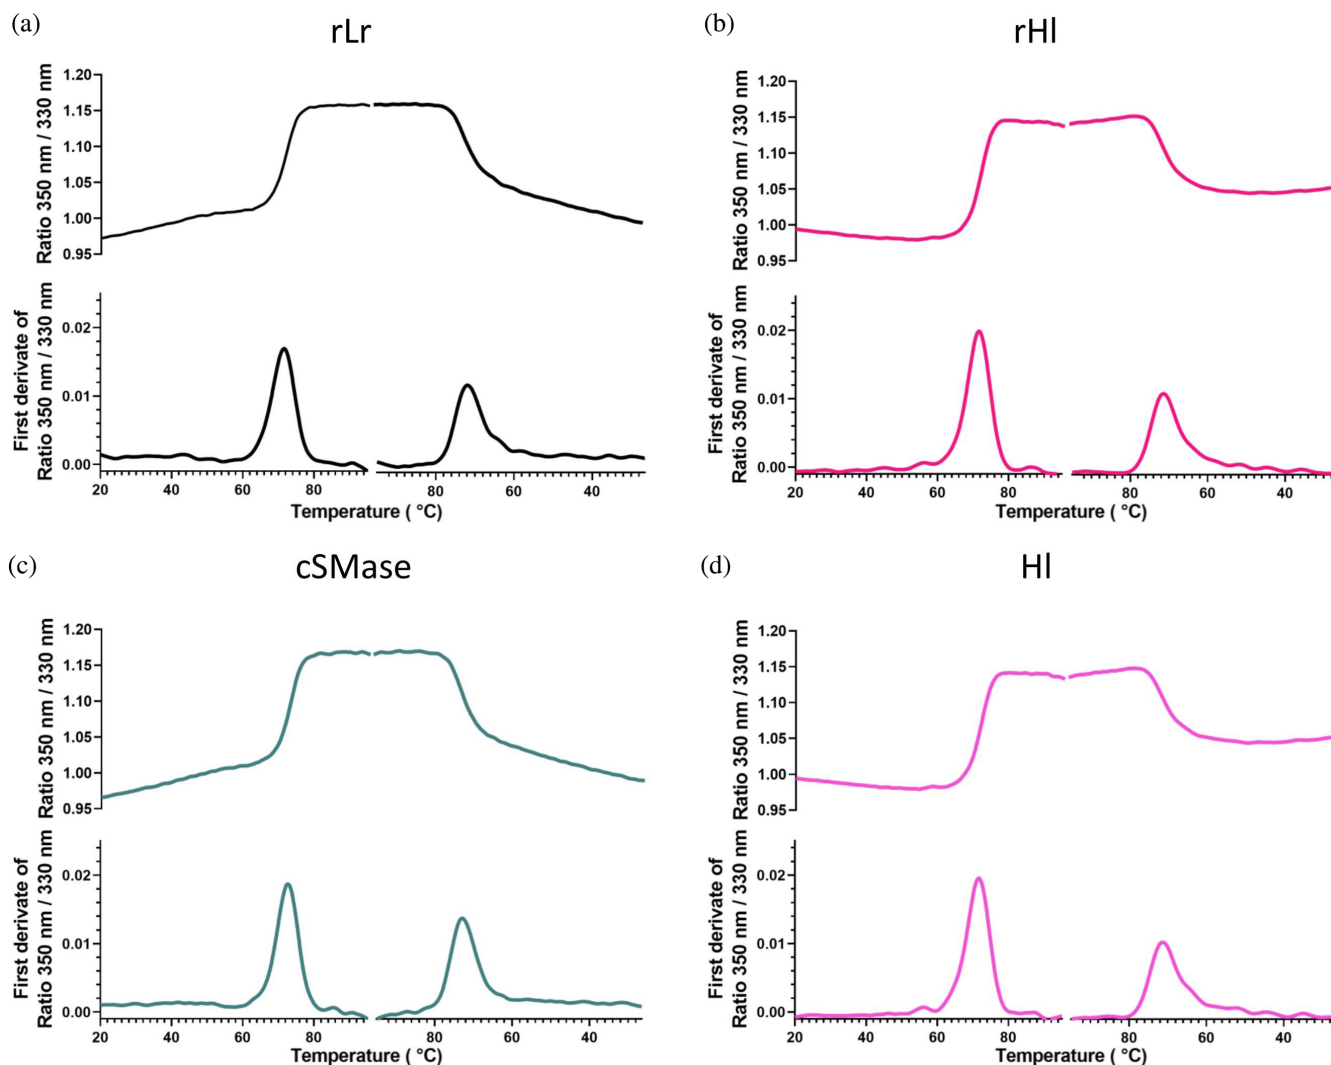 (a)
rLr
Ratio 350 nm / 330 nm
1.20
1.15
1.10
1.05
1.00
0.95
First derivate of
Ratio 350 nm / 330 nm
0.02
0.01
0.00
20 40 60 80 80 60 40
Temperature ( °C)
(b)
rHl
Ratio 350 nm / 330 nm
1.20
1.15
1.10
1.05
1.00
0.95
First derivate of
Ratio 350 nm / 330 nm
0.02
0.01
0.00
20 40 60 80 80 60 40
Temperature ( °C)
(c)
cSMase
Ratio 350 nm / 330 nm
1.20
1.15
1.10
1.05
1.00
0.95
First derivate of
Ratio 350 nm / 330 nm
0.02
0.01
0.00
20 40 60 80 80 60 40
Temperature ( °C)
(d)
Hl
Ratio 350 nm / 330 nm
1.20
1.15
1.10
1.05
1.00
0.95
First derivate of
Ratio 350 nm / 330 nm
0.02
0.01
0.00
20 40 60 80 80 60 40
Temperature ( °C)